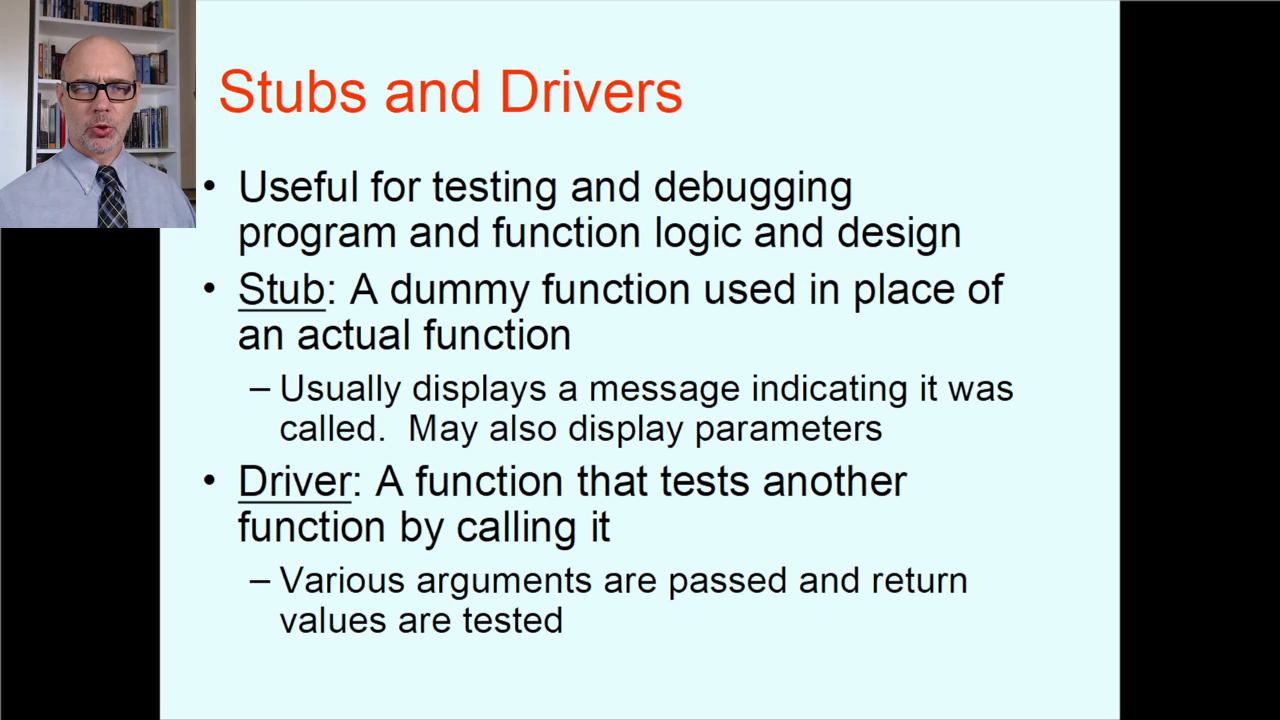 Stubs and Drivers
• Useful for testing and debugging
program and function logic and design
• Stub: A dummy function used in place of
an actual function
– Usually displays a message indicating it was
called.  May also display parameters
• Driver: A function that tests another
function by calling it
– Various arguments are passed and return
values are tested